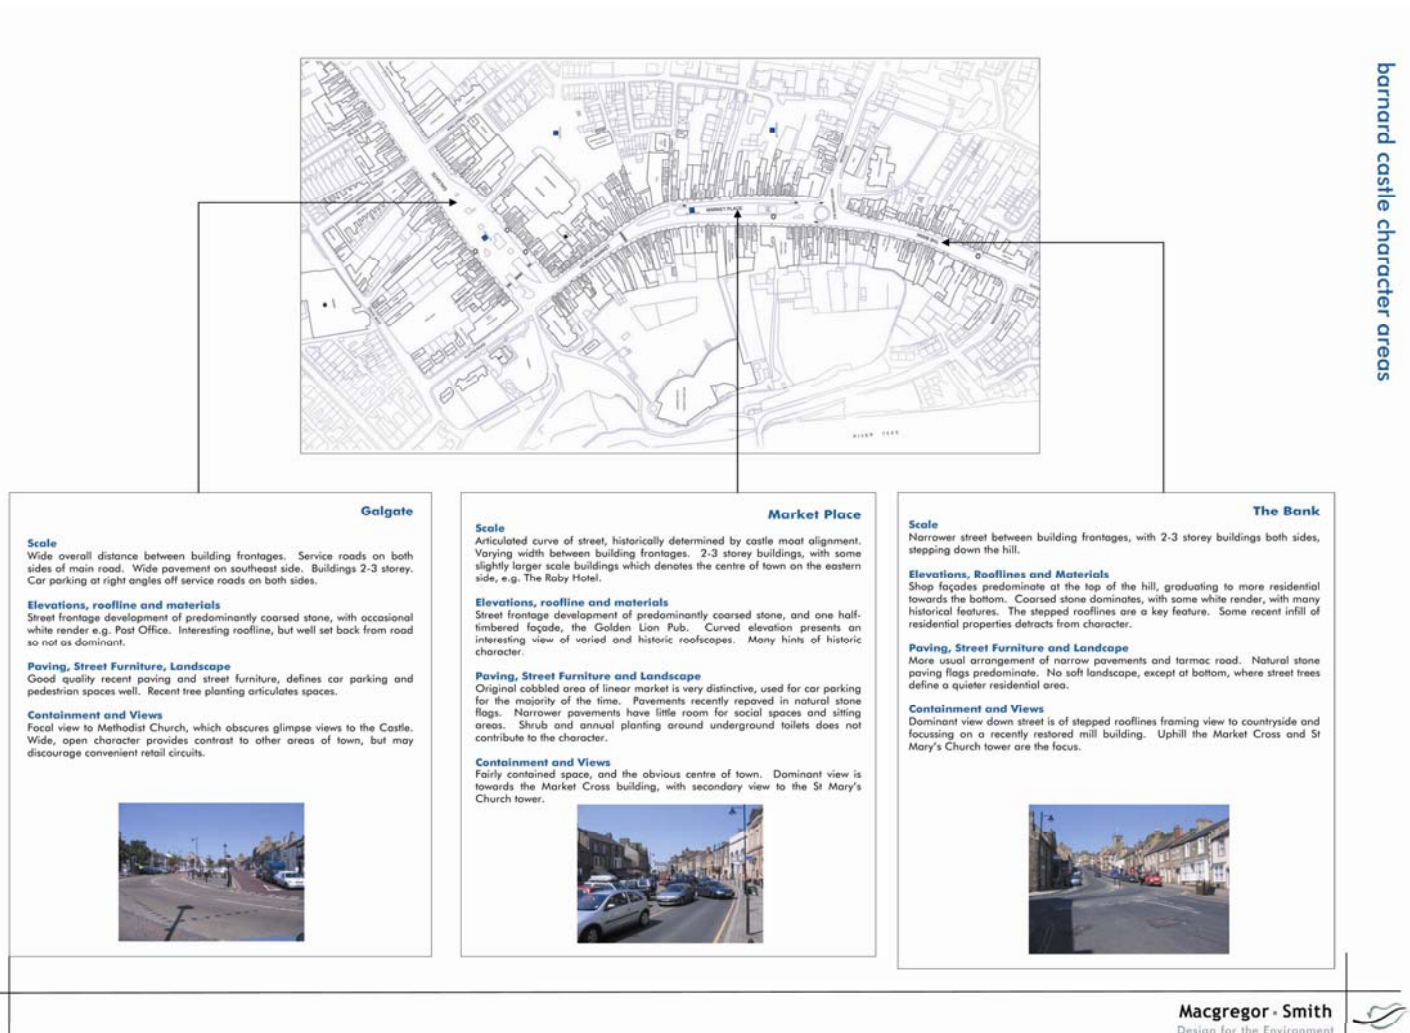 barnard castle character areas
MARKET PLACE
RIVER TEES
Galgate
Scale
Wide overall distance between building frontages. Service roads on both
sides of main road. Wide pavement on southeast side. Buildings 2-3 storey.
Car parking at right angles off service roads on both sides.
Elevations, roofline and materials
Street frontage development of predominantly coarsed stone, with occasional
white render e.g. Post Office. Interesting roofline, but well set back from road
so not as dominant.
Paving, Street Furniture, Landscape
Good quality recent paving and street furniture, defines car parking and
pedestrian spaces well. Recent tree planting articulates spaces.
Containment and Views
Focal view to Methodist Church, which obscures glimpse views to the Castle.
Wide, open character provides contrast to other areas of town, but may
discourage convenient retail circuits.
Market Place
Scale
Articulated curve of street, historically determined by castle moat alignment.
Varying width between building frontages. 2-3 storey buildings, with some
slightly larger scale buildings which denotes the centre of town on the eastern
side, e.g. The Raby Hotel.
Elevations, roofline and materials
Street frontage development of predominantly coarsed stone, and one half-
timbered façade, the Golden Lion Pub. Curved elevation presents an
interesting view of varied and historic roofscapes. Many hints of historic
character.
Paving, Street Furniture and Landscape
Original cobbled area of linear market is very distinctive, used for car parking
for the majority of the time. Pavements recently repaved in natural stone
flags. Narrower pavements have little room for social spaces and sitting
areas. Shrub and annual planting around underground toilets does not
contribute to the character.
Containment and Views
Fairly contained space, and the obvious centre of town. Dominant view is
towards the Market Cross building, with secondary view to the St Mary's
Church tower.
The Bank
Scale
Narrower street between building frontages, with 2-3 storey buildings both sides,
stepping down the hill.
Elevations, Rooflines and Materials
Shop façades predominate at the top of the hill, graduating to more residential
towards the bottom. Coarsed stone dominates, with some white render, with many
historical features. The stepped rooflines are a key feature. Some recent infill of
residential properties detracts from character.
Paving, Street Furniture and Landcape
More usual arrangement of narrow pavements and tarmac road. Natural stone
paving flags predominate. No soft landscape, except at bottom, where street trees
define a quieter residential area.
Containment and Views
Dominant view down street is of stepped rooflines framing view to countryside and
focussing on a recently restored mill building. Uphill the Market Cross and St
Mary's Church tower are the focus.
Macgregor · Smith
Design for the Environment